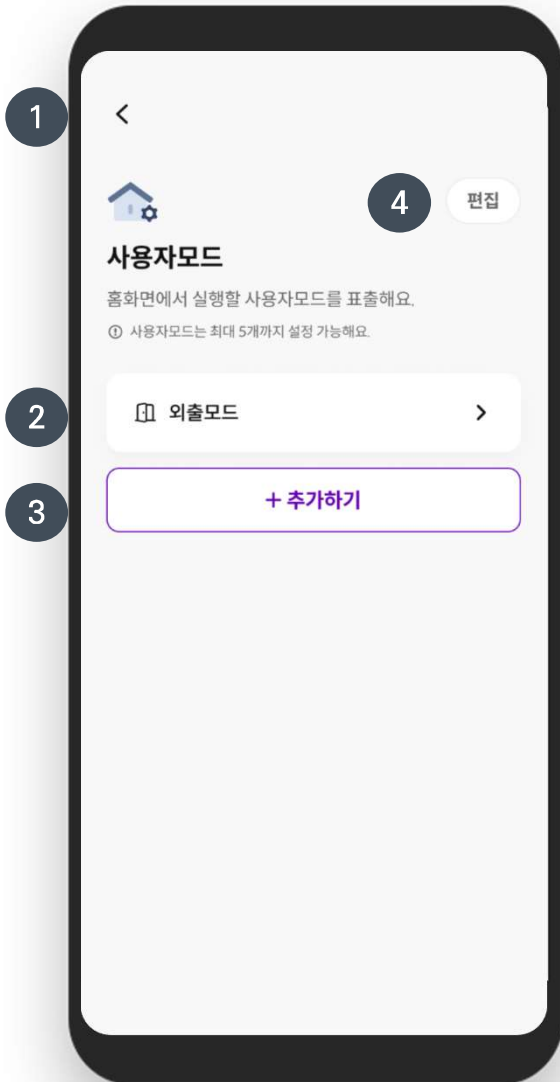 1
4
편집
사용자모드
홈화면에서 실행할 사용자모드를 표출해요.
사용자모드는 최대 5개까지 설정 가능해요.
2
외출모드
3
+ 추가하기